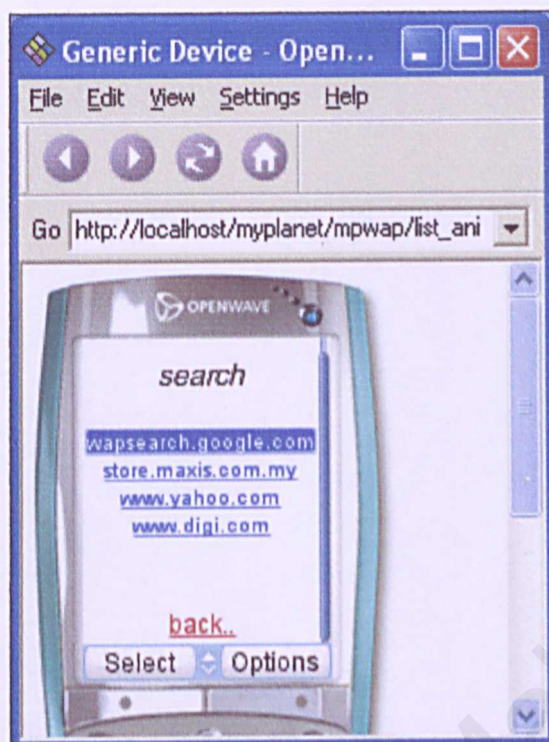 Generic Device - Open...
File Edit View Settings Help
Go http://localhost/myplanet/mpwap/list_ani
OPENWAVE
search
wapsearch.google.com
store.maxis.com.my
www.yahoo.com
www.digi.com
back..
Select Options